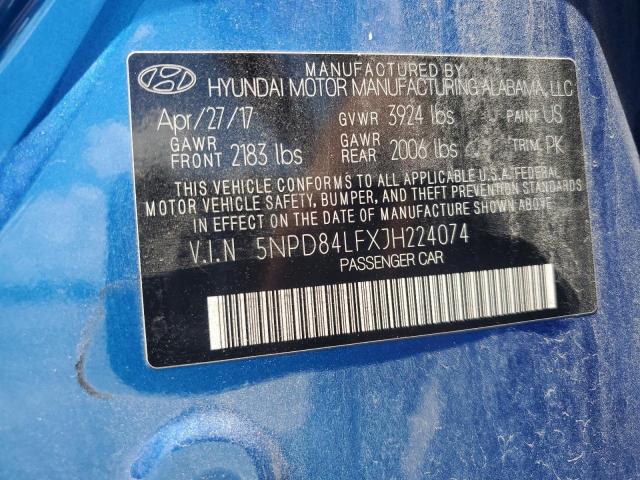 MANUFACTURED BY
HYUNDAI MOTOR MANUFACTURING ALABAMA, LLC
Apr/27/17 GVWR 3924 lbs PAINT US
GAWR FRONT 2183 lbs GAWR REAR 2006 lbs TRIM PK
THIS VEHICLE CONFORMS TO ALL APPLICABLE U.S.A. FEDERAL
MOTOR VEHICLE SAFETY, BUMPER, AND THEFT PREVENTION STANDARDS
IN EFFECT ON THE DATE OF MANUFACTURE SHOWN ABOVE.
V.I.N 5NPD84LFXJH224074
PASSENGER CAR